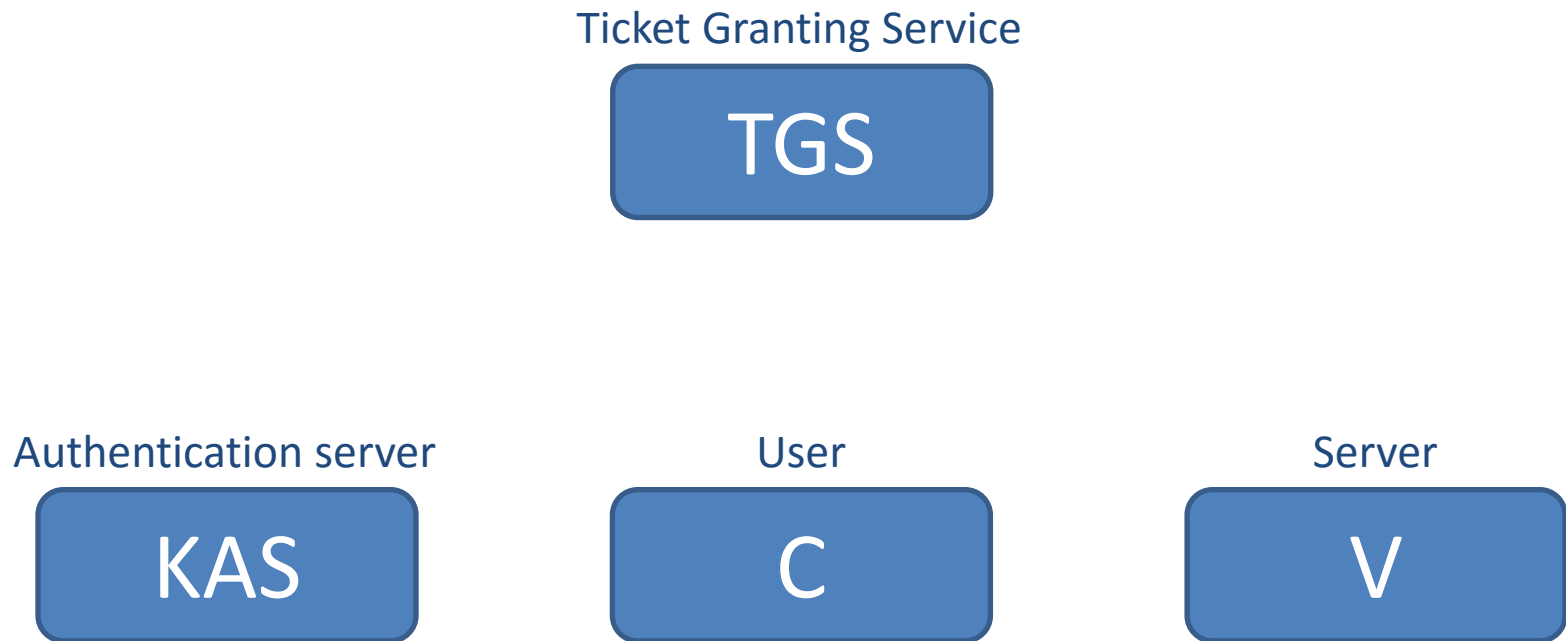 Ticket Granting Service
TGS
Authentication server
KAS
User
C
Server
V